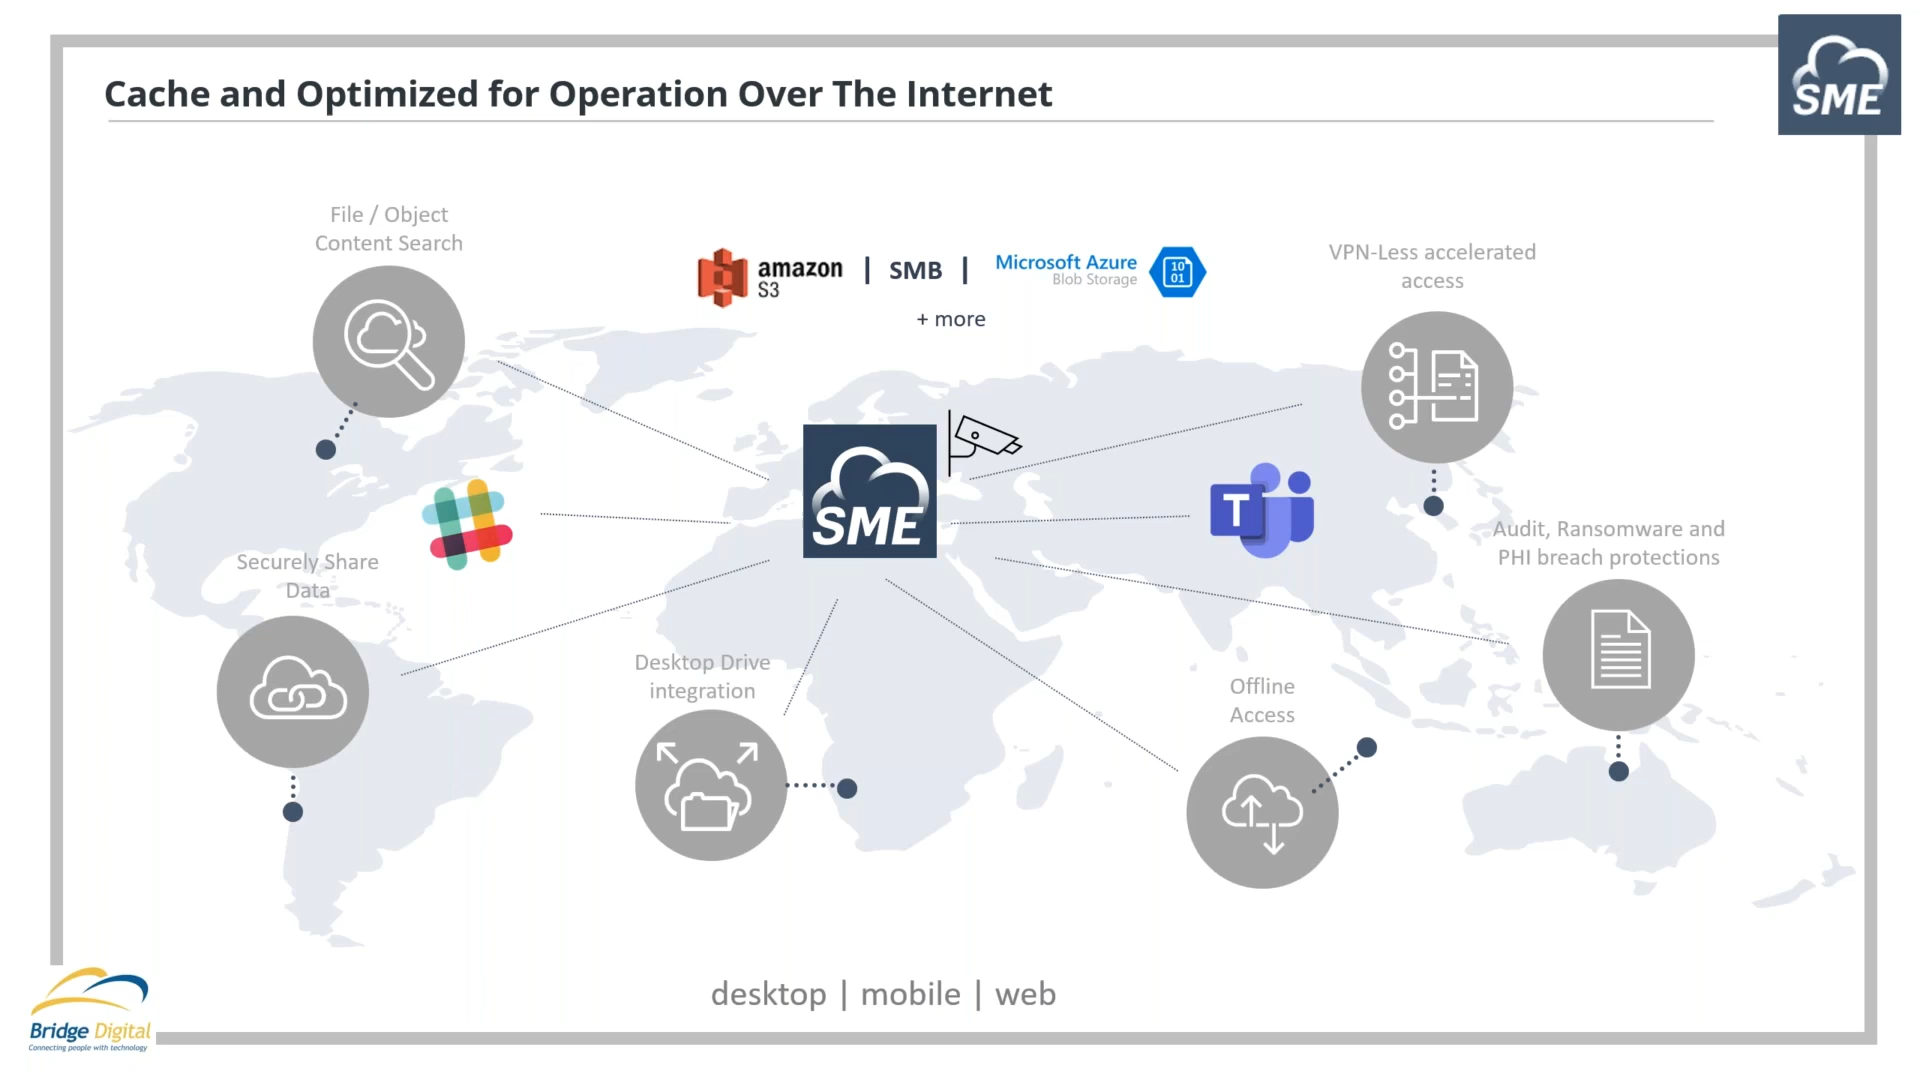 Cache and Optimized for Operation Over The Internet
SME
File / Object
Content Search
amazon
S3
| SMB |
Microsoft Azure
Blob Storage
10
01
+ more
VPN-Less accelerated
access
SME
T
Securely Share
Data
Audit, Ransomware and
PHI breach protections
Desktop Drive
integration
Offline
Access
desktop | mobile | web
Bridge Digital
Connecting people with technology